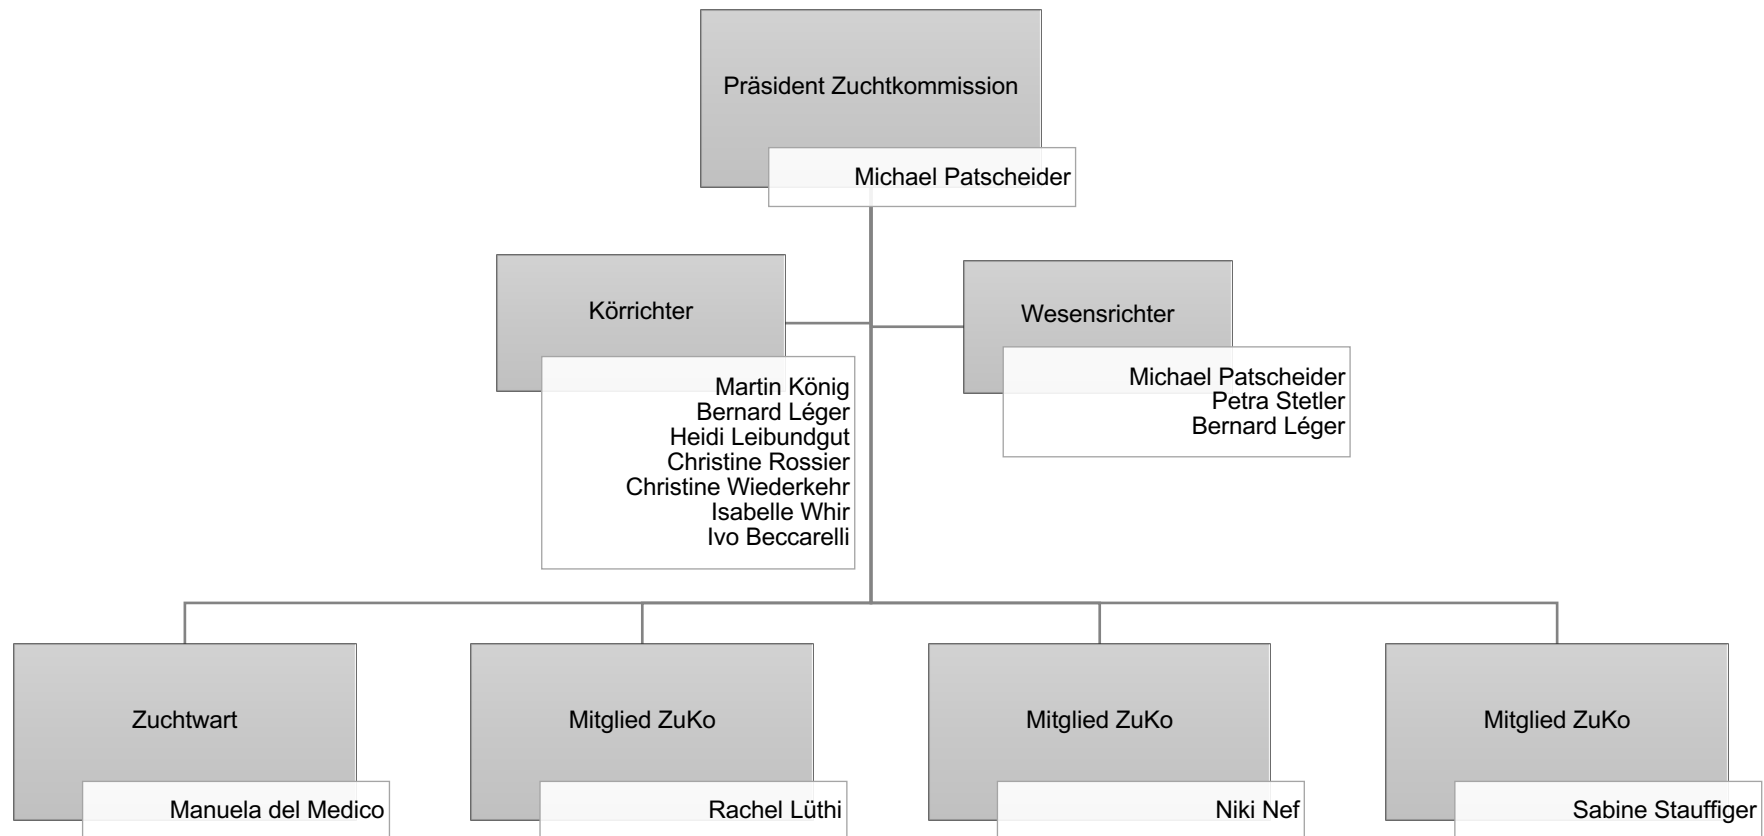 Präsident Zuchtkommission
Michael Patscheider
Körrichter
Martin König
Bernard Léger
Heidi Leibundgut
Christine Rossier
Christine Wiederkehr
Isabelle Whir
Ivo Beccarelli
Wesensrichter
Michael Patscheider
Petra Stetler
Bernard Léger
Zuchtwart
Manuela del Medico
Mitglied ZuKo
Rachel Lüthi
Mitglied ZuKo
Niki Nef
Mitglied ZuKo
Sabine Stauffiger